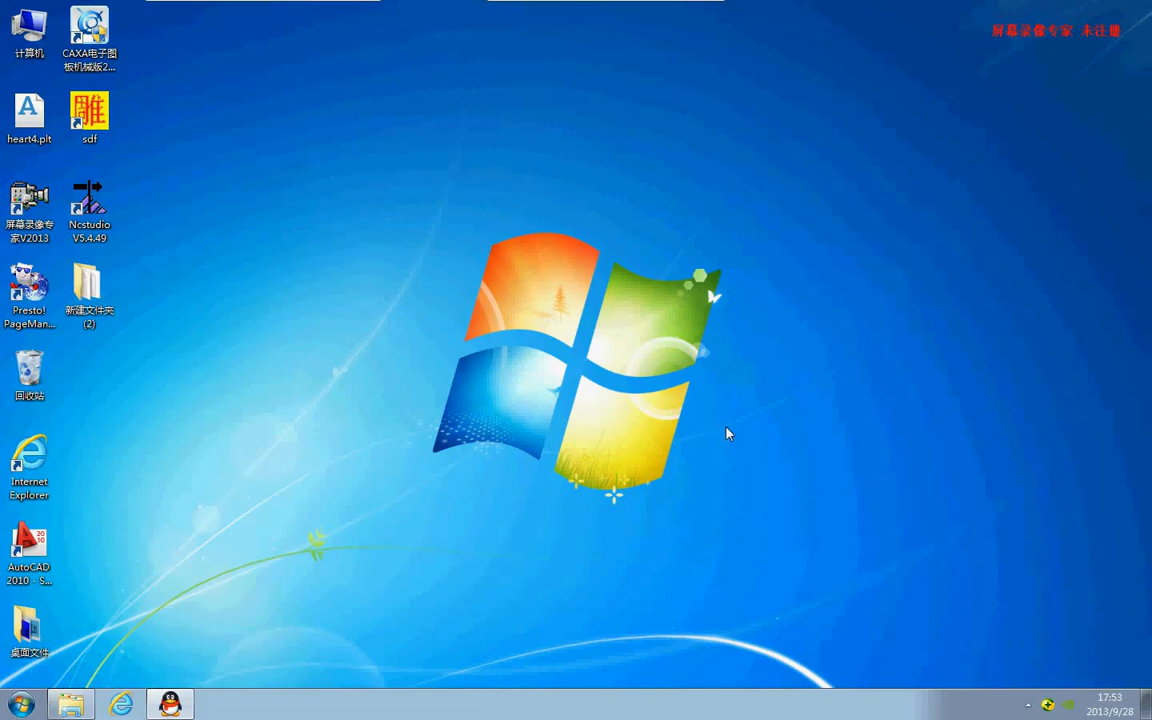 屏幕录像专家 未注册
计算机
CAXA电子图
板机械版2...
heart4.plt
雕
sdf
屏幕录像专
家V2013
Ncstudio
V5.4.49
Presto!
PageMan...
新建文件夹
(2)
回收站
Internet
Explorer
A 20
10
AutoCAD
2010 - S...
桌面文件
17:53
2013/9/28